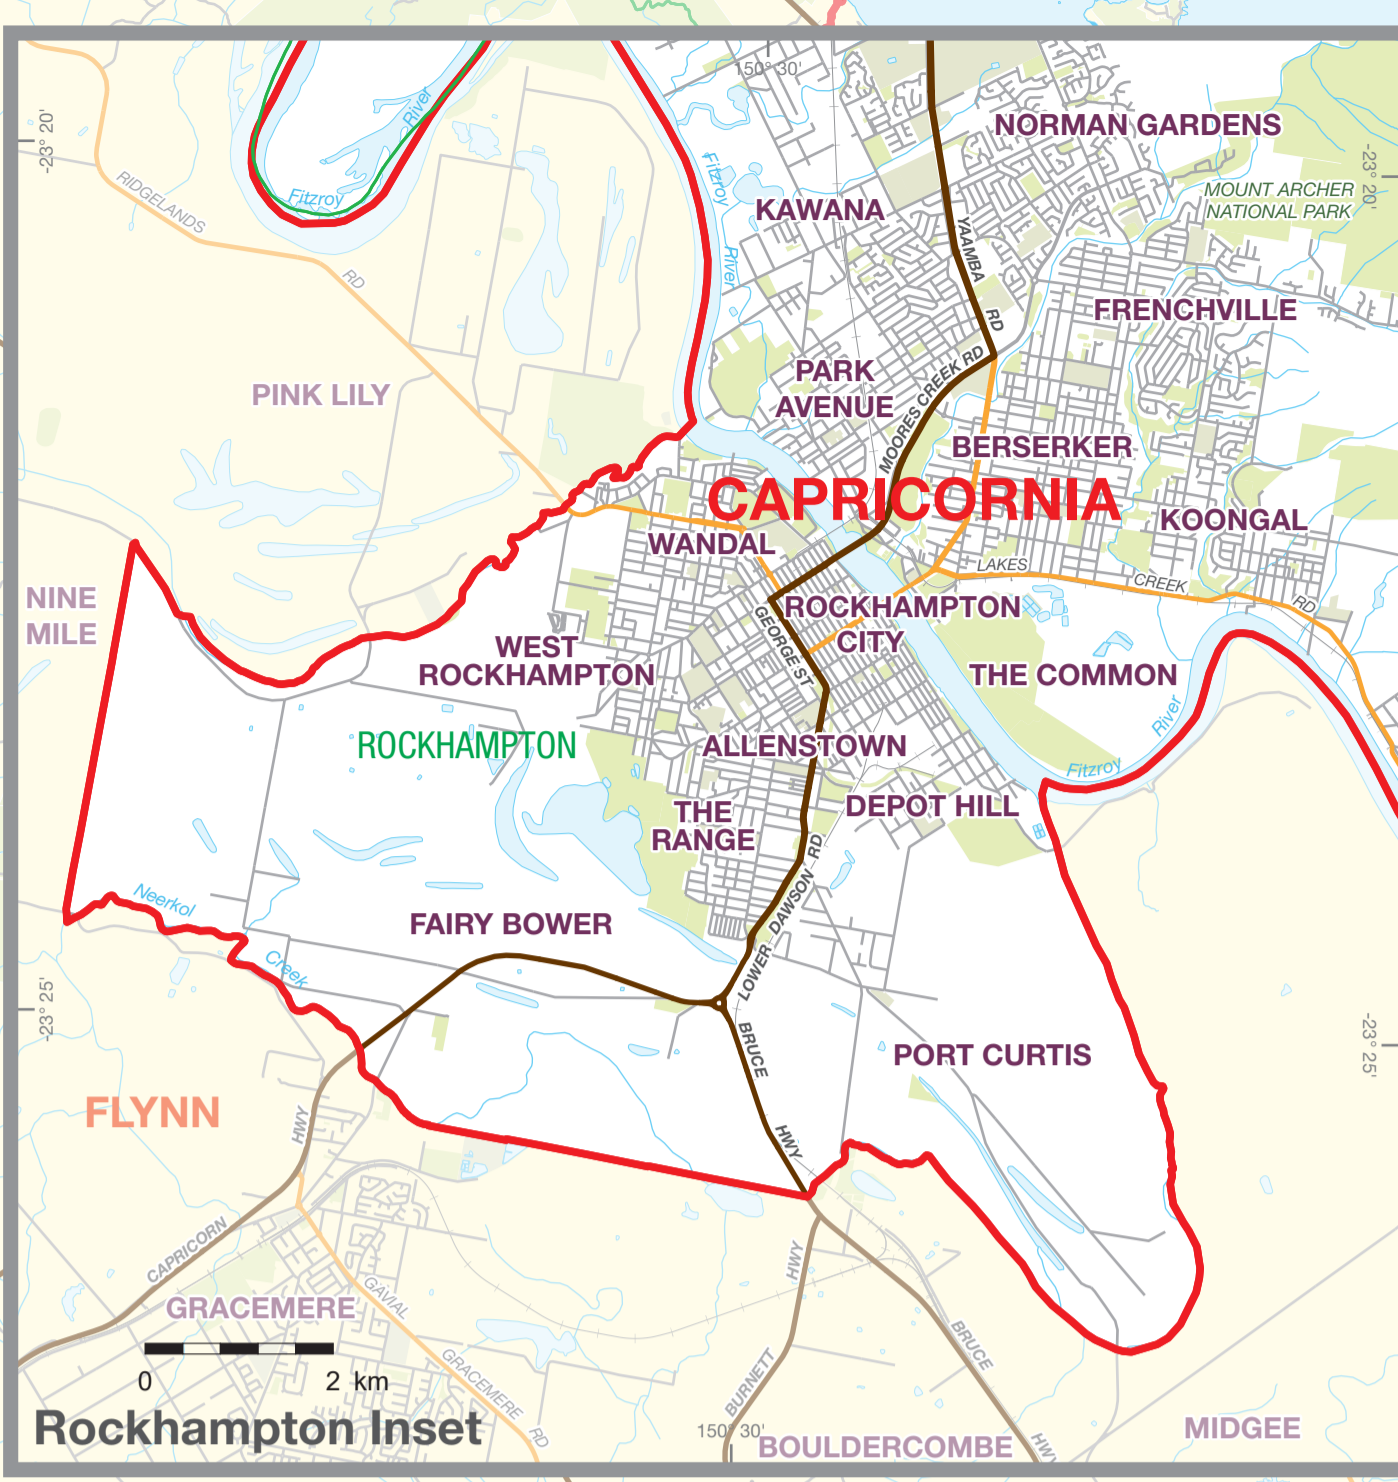 150° 30'
-23° 20'
-23° 20'
River
Fitzroy
Fitzroy
River
NORMAN GARDENS
MOUNT ARCHER
NATIONAL PARK
KAWANA
YAAMBA
RD
RIDGELANDS
RD
FRENCHVILLE
PARK
AVENUE
MOORES CREEK RD
PINK LILY
BERSERKER
CAPRICORNIA
KOONGAL
WANDAL
LAKES
CREEK
RD
NINE
MILE
ROCKHAMPTON
CITY
GEORGE ST
WEST
ROCKHAMPTON
THE COMMON
River
Fitzroy
ROCKHAMPTON
ALLENSTOWN
THE
RANGE
DEPOT HILL
LOWER DAWSON RD
Neerkol
Creek
FAIRY BOWER
-23° 25'
-23° 25'
BRUCE
HWY
PORT CURTIS
FLYNN
HWY
CAPRICORN
GRACEMERE
GAVIAL
GRACEMERE
RD
HWY
BURNETT
BRUCE
HWY
0 2 km
Rockhampton Inset
150° 30'
BOULDERCOMBE
MIDGEE